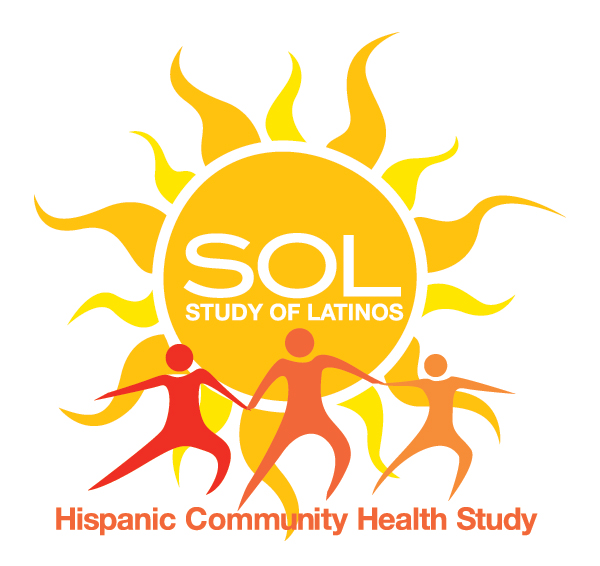 SOL
STUDY OF LATINOS
Hispanic Community Health Study